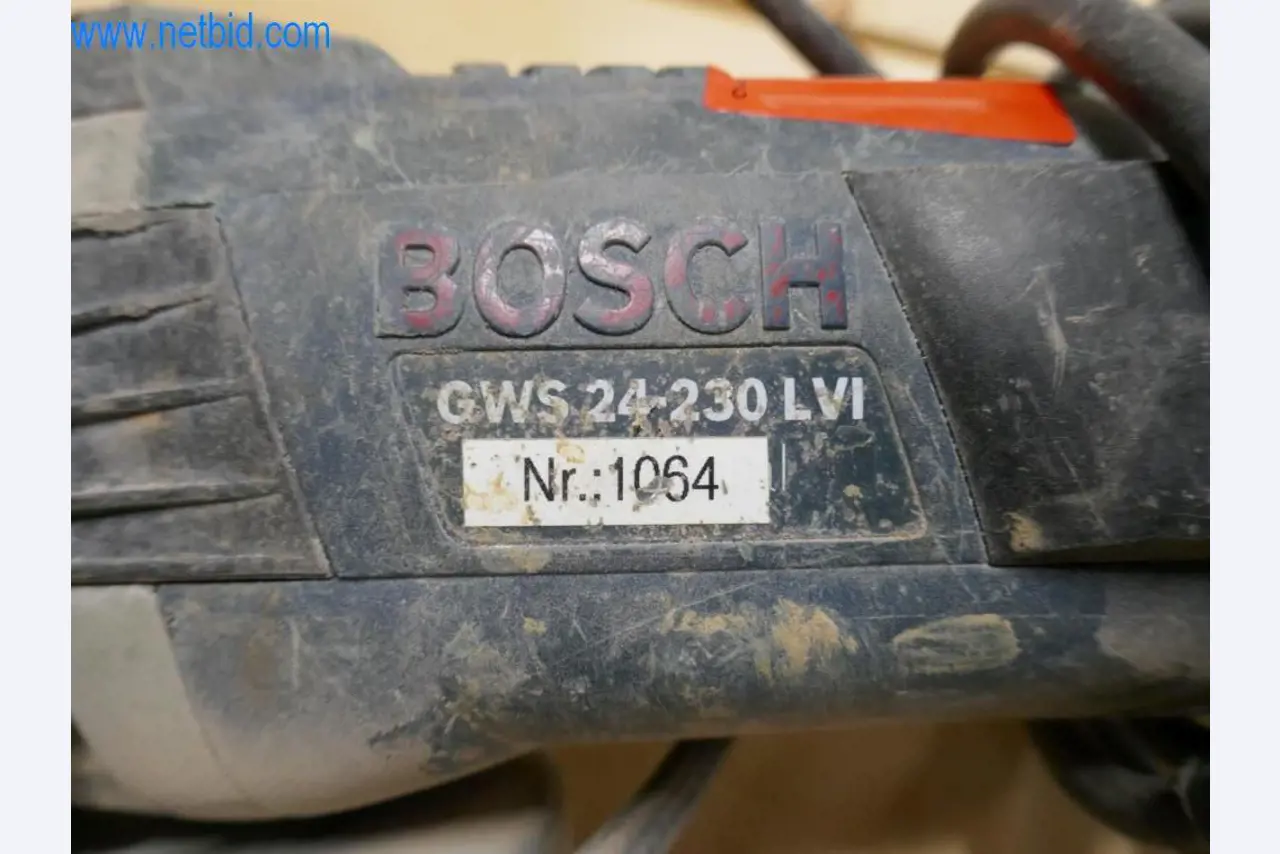 www.netbid.com
BOSCH
GWS 24-230 LVI
Nr.:1064